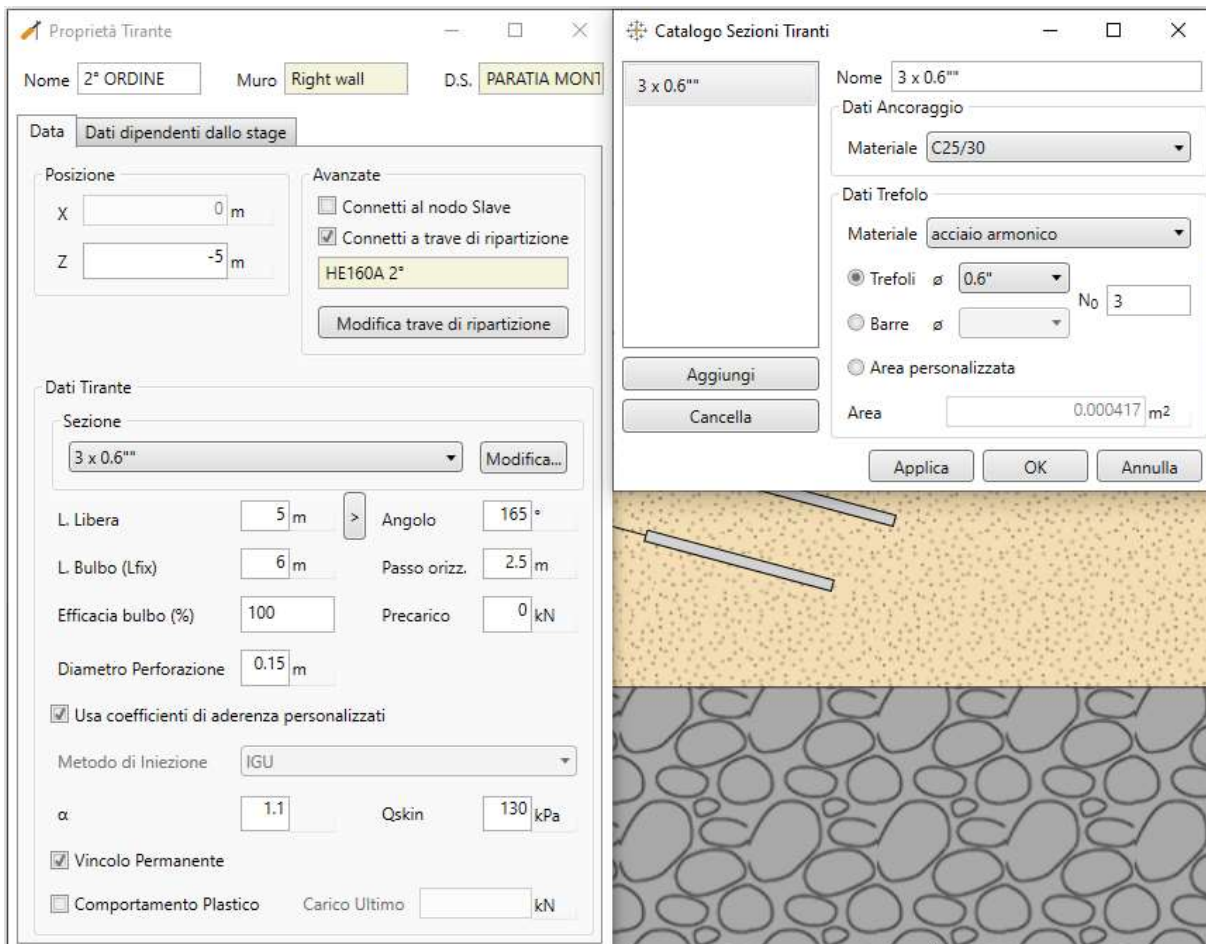 Proprietà Tirante
Nome 2° ORDINE Muro Right wall D.S. PARATIA MONT
Data Dati dipendenti dallo stage
Posizione
X 0 m
Z -5 m
Avanzate
Connetti al nodo Slave
Connetti a trave di ripartizione
HE160A 2°
Modifica trave di ripartizione
Dati Tirante
Sezione
3 x 0.6"" Modifica...
L. Libera 5 m > Angolo 165 °
L. Bulbo (Lfix) 6 m Passo orizz. 2.5 m
Efficacia bulbo (%) 100 Precarico 0 kN
Diametro Perforazione 0.15 m
Usa coefficienti di aderenza personalizzati
Metodo di Iniezione IGU
α 1.1 Qskin 130 kPa
Vincolo Permanente
Comportamento Plastico Carico Ultimo kN
Catalogo Sezioni Tiranti
3 x 0.6""
Aggiungi
Cancella
Nome 3 x 0.6""
Dati Ancoraggio
Materiale C25/30
Dati Trefolo
Materiale acciaio armonico
Trefoli ø 0.6"
N₀ 3
Barre ø
Area personalizzata
Area 0.000417 m²
Applica OK Annulla